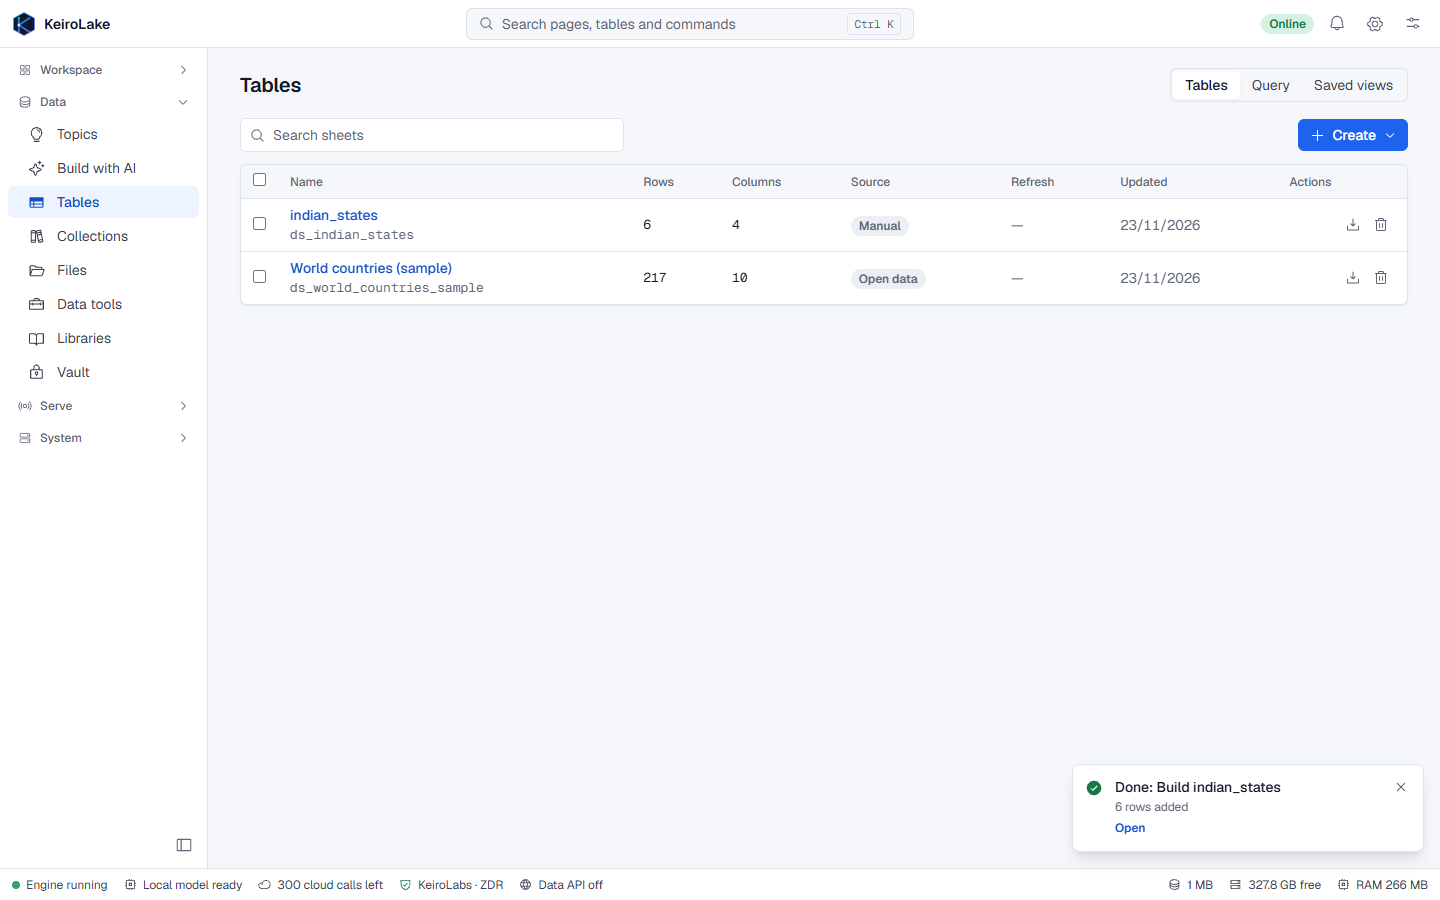 KeiroLake
Search pages, tables and commands
Ctrl K
Online
Workspace
Data
Topics
Build with AI
Tables
Collections
Files
Data tools
Libraries
Vault
Serve
System
Tables
Tables Query Saved views
Search sheets
Create
Name Rows Columns Source Refresh Updated Actions
indian_states
ds_indian_states
6 4 Manual — 23/11/2026
World countries (sample)
ds_world_countries_sample
217 10 Open data — 23/11/2026
Done: Build indian_states
6 rows added
Open
Engine running Local model ready 300 cloud calls left KeiroLabs · ZDR Data API off 1 MB 327.8 GB free RAM 266 MB